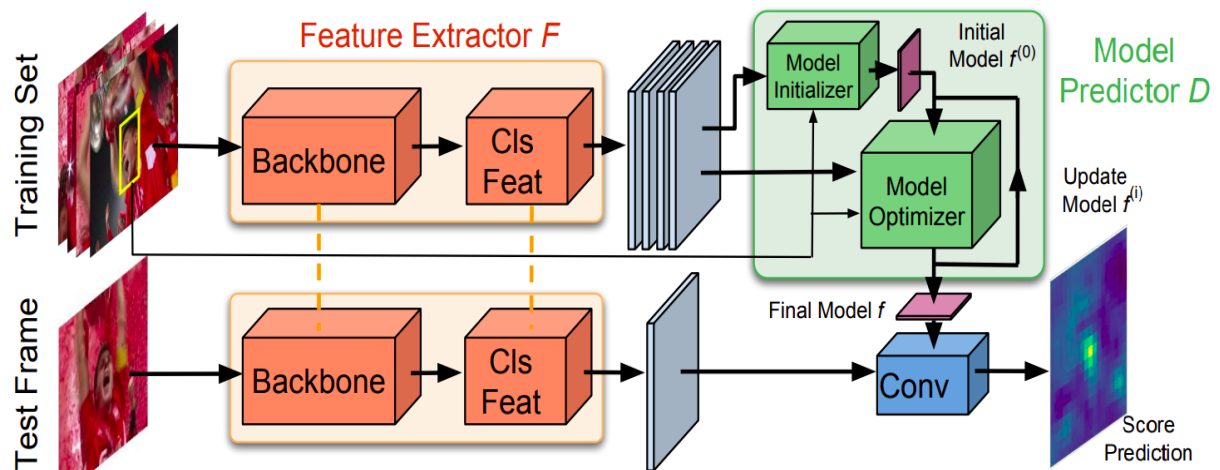 Training Set
Feature Extractor F
Backbone
Cls
Feat
Model
Initializer
Initial
Model f⁽⁰⁾
Model
Predictor D
Model
Optimizer
Update
Model f⁽ⁱ⁾
Test Frame
Backbone
Cls
Feat
Final Model f
Conv
Score
Prediction